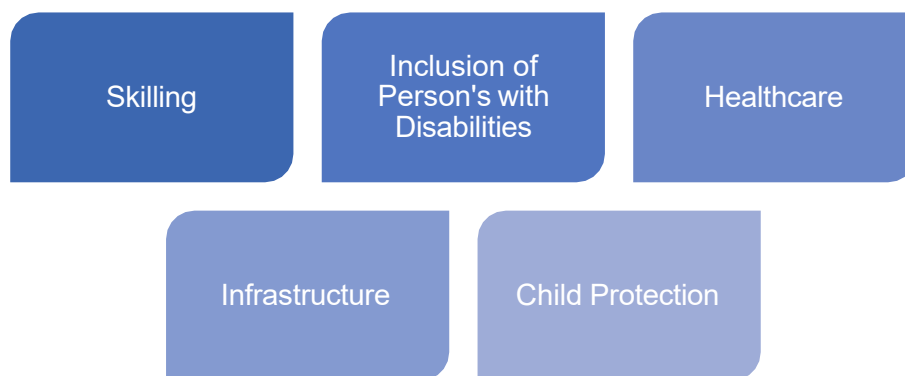 Skilling
Inclusion of
Person's with
Disabilities
Healthcare
Infrastructure
Child Protection